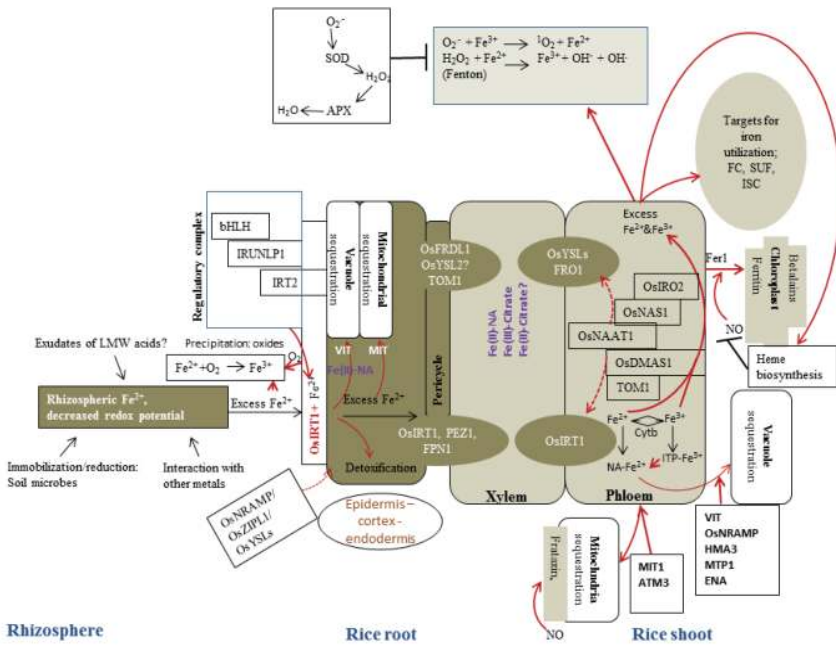 O₂⁻
SOD
H₂O₂
H₂O
APX
O₂⁻ + Fe³⁺ → ¹O₂ + Fe²⁺
H₂O₂ + Fe²⁺ → Fe³⁺ + OH⁻ + OH·
(Fenton)
Targets for
iron
utilization;
FC, SUF,
ISC
Regulatory complex
bHLH
IRUNLP1
IRT2
Vacuole
sequestration
Mitochondrial
sequestration
OsFRDL1
OsYSL2?
TOM1
Fe(II)-NA
Fe(III)-Citrate
Fe(II)-Citrate ?
OsYSLs
FRO1
Excess
Fe²⁺&Fe³⁺
Fer1
Betalains
Chloroplast
Ferritin
OsIRO2
OsNAS1
OsNAAT1
OsDMAS1
TOM1
NO
Heme
biosynthesis
Exudates of LMW acids?
Precipitation: oxides
Fe²⁺+O₂ → Fe³⁺
O₂
Rhizospheric Fe²⁺,
decreased redox potential
Excess Fe²⁺
OsIRT1+ Fe²⁺
VIT
MIT
Fe(II)-NA
Excess Fe²⁺
Pericycle
OsIRT1, PEZ1,
FPN1
Detoxification
OsIRT1
Fe²⁺
Fe³⁺
Cytb
NA-Fe²⁺
ITP-Fe³⁺
Vacuole
sequestration
Immobilization/reduction:
Soil microbes
Interaction with
other metals
OsNRAMP/
OsZIPL1/
OsYSLs
Epidermis –
cortex -
endodermis
Xylem
Phloem
Mitochndria
sequestration
Frataxin,
NO
MIT1
ATM3
VIT
OsNRAMP
HMA3
MTP1
ENA
Rhizosphere
Rice root
Rice shoot